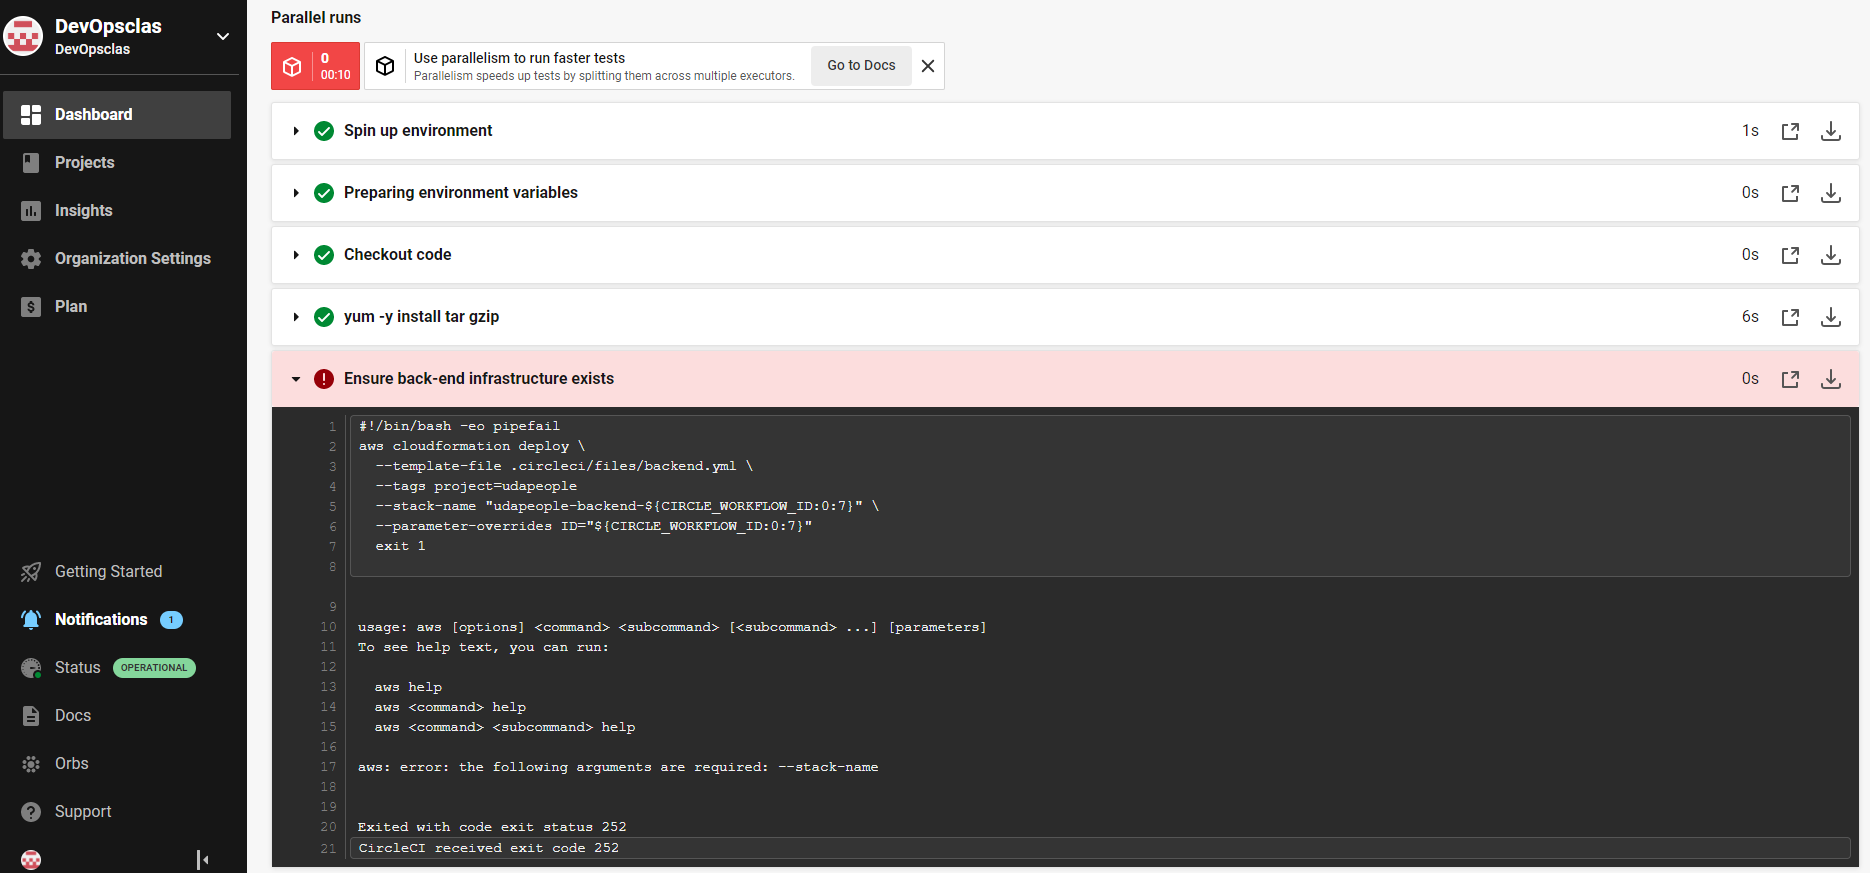 DevOpsclas
DevOpsclas
Dashboard
Projects
Insights
Organization Settings
Plan
Getting Started
Notifications 1
Status OPERATIONAL
Docs
Orbs
Support
Parallel runs
0
00:10
Use parallelism to run faster tests
Parallelism speeds up tests by splitting them across multiple executors.
Go to Docs
Spin up environment 1s
Preparing environment variables 0s
Checkout code 0s
yum -y install tar gzip 6s
Ensure back-end infrastructure exists 0s
1 #!/bin/bash -eo pipefail
2 aws cloudformation deploy \
3 --template-file .circleci/files/backend.yml \
4 --tags project=udapeople
5 --stack-name "udapeople-backend-${CIRCLE_WORKFLOW_ID:0:7}" \
6 --parameter-overrides ID="${CIRCLE_WORKFLOW_ID:0:7}"
7 exit 1
8
9
10 usage: aws [options] <command> <subcommand> [<subcommand> ...] [parameters]
11 To see help text, you can run:
12
13 aws help
14 aws <command> help
15 aws <command> <subcommand> help
16
17 aws: error: the following arguments are required: --stack-name
18
19
20 Exited with code exit status 252
21 CircleCI received exit code 252